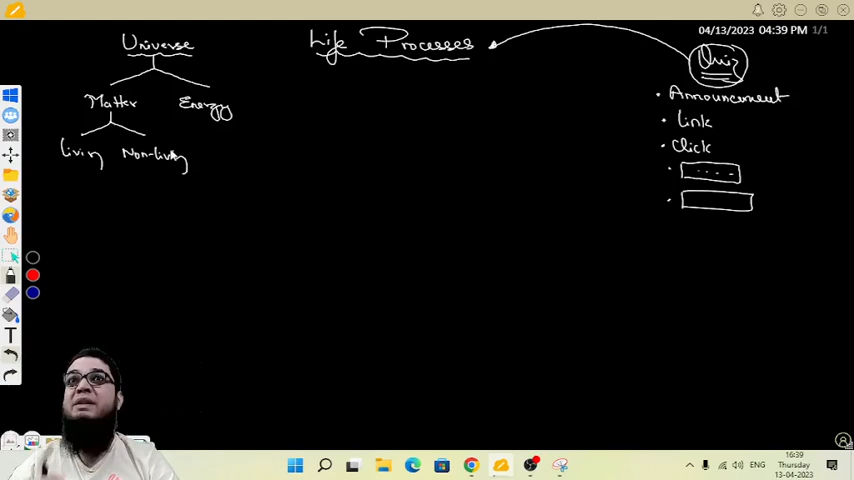 04/13/2023 04:39 PM 1/1
Universe
Life Processes
Quiz
Matter
Energy
Living
Non-living
• Announcement
• Link
• Click
T
16:39
ENG
Thursday
13-04-2023